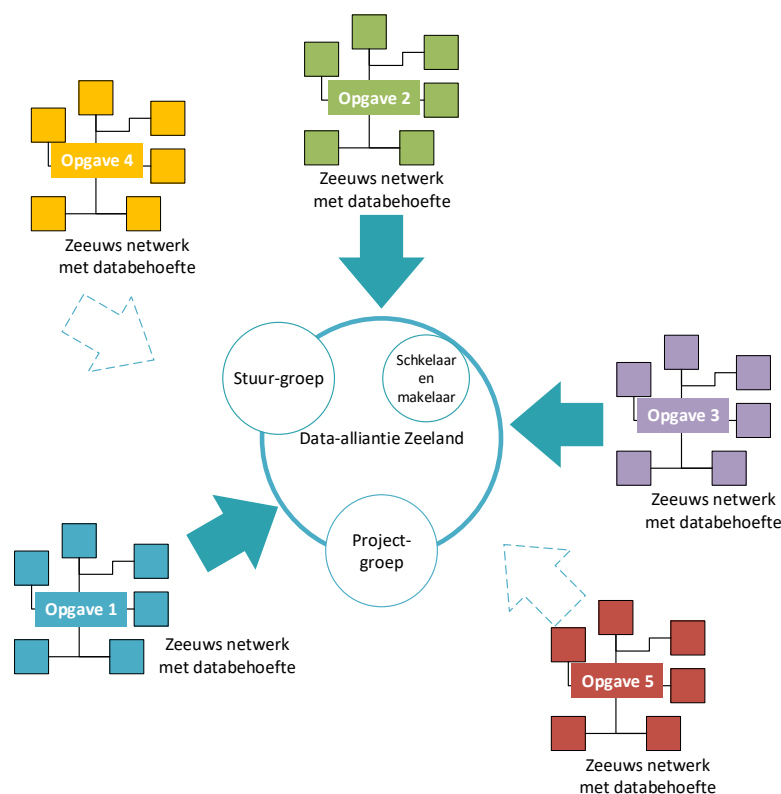 Opgave 2
Zeeuws netwerk
met databehoefte
Opgave 4
Zeeuws netwerk
met databehoefte
Stuur-groep
Schkelaar
en
makelaar
Data-alliantie Zeeland
Project-
groep
Opgave 3
Zeeuws netwerk
met databehoefte
Opgave 1
Zeeuws netwerk
met databehoefte
Opgave 5
Zeeuws netwerk
met databehoefte